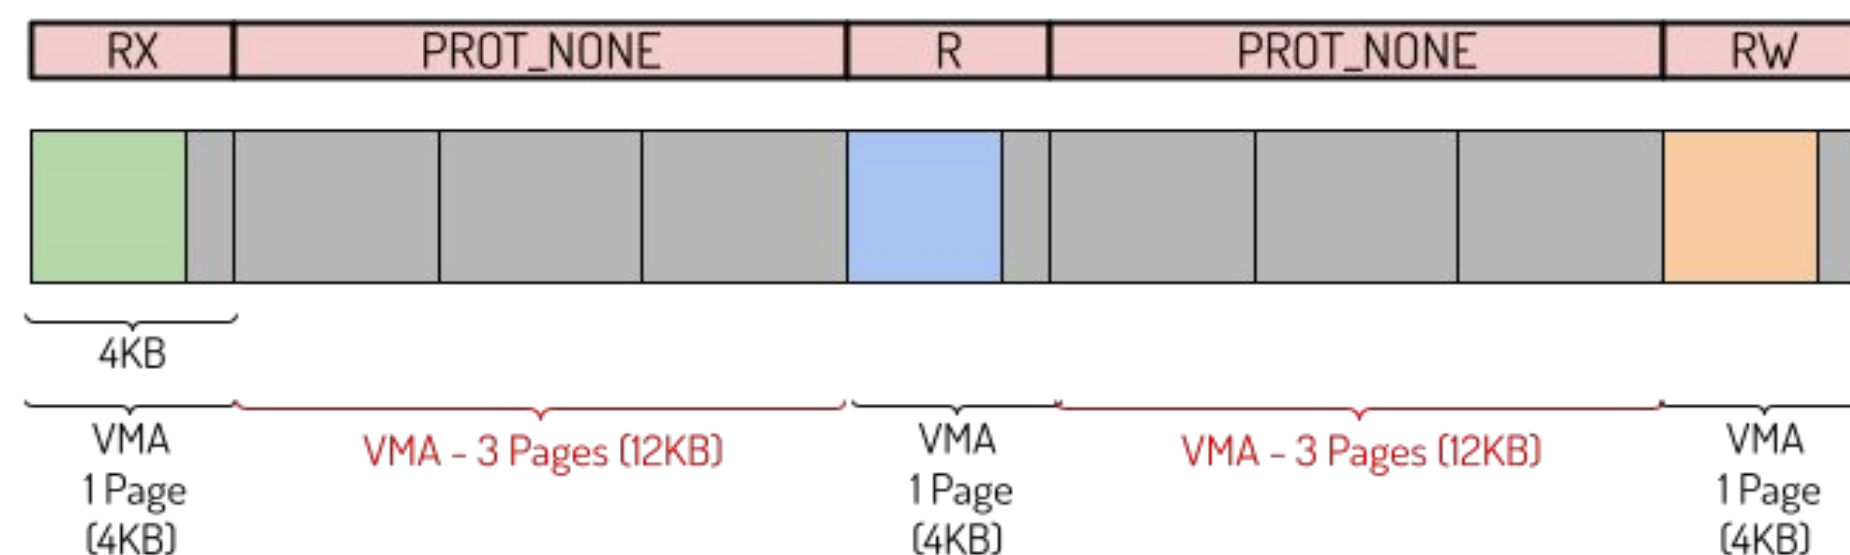 RX
PROT_NONE
R
PROT_NONE
RW
4KB
VMA
1 Page
(4KB)
VMA - 3 Pages (12KB)
VMA
1 Page
(4KB)
VMA - 3 Pages (12KB)
VMA
1 Page
(4KB)